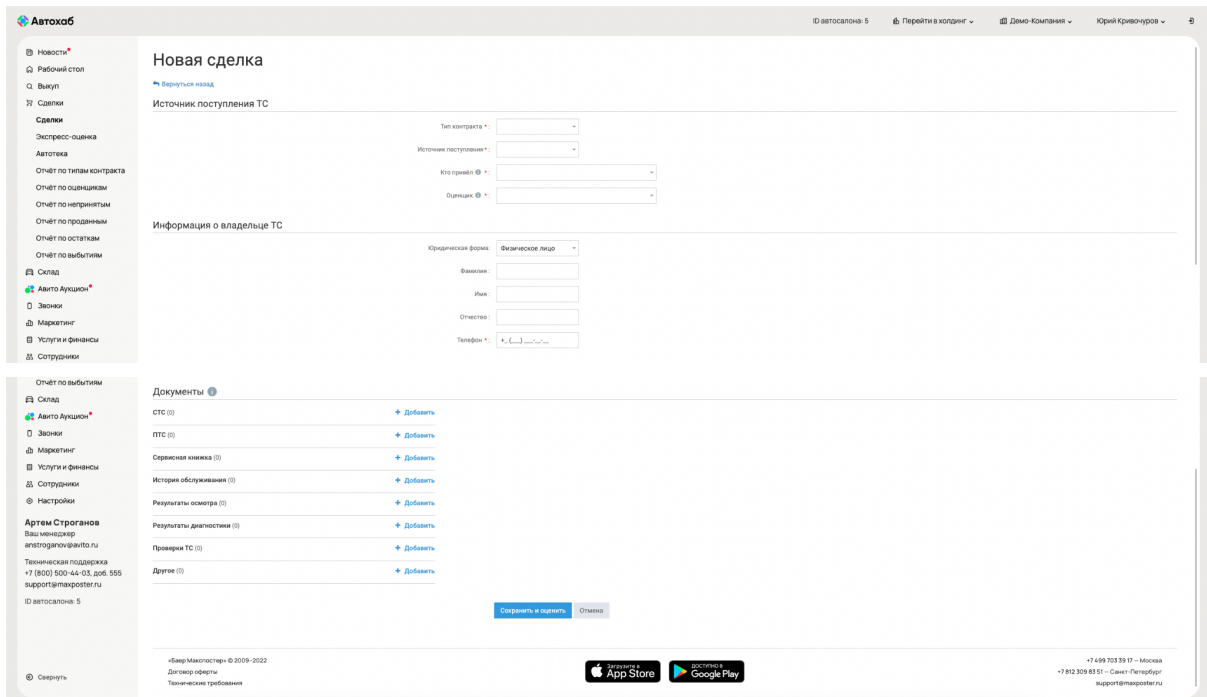 Автохаб
ID автосалона: 5
Перейти в холдинг
Демо-Компания
Юрий Кривочуров
Новости
Рабочий стол
Выкуп
Сделки
Сделки
Экспресс-оценка
Автотека
Отчёт по типам контракта
Отчёт по оценщикам
Отчёт по непринятым
Отчёт по проданным
Отчёт по остаткам
Отчёт по выбытиям
Склад
Авито Аукцион
Звонки
Маркетинг
Услуги и финансы
Сотрудники
Новая сделка
Вернуться назад
Источник поступления ТС
Тип контракта * :
Источник поступления * :
Кто привёл * :
Оценщик * :
Информация о владельце ТС
Юридическая форма: Физическое лицо
Фамилия :
Имя :
Отчество :
Телефон * : +_ (___) ___-__-__
Отчёт по выбытиям
Склад
Авито Аукцион
Звонки
Маркетинг
Услуги и финансы
Сотрудники
Настройки
Артем Строганов
Ваш менеджер
anstroganov@avito.ru
Техническая поддержка
+7 (800) 500-44-03, доб. 555
support@maxposter.ru
ID автосалона: 5
Свернуть
Документы
СТС (0) + Добавить
ПТС (0) + Добавить
Сервисная книжка (0) + Добавить
История обслуживания (0) + Добавить
Результаты осмотра (0) + Добавить
Результаты диагностики (0) + Добавить
Проверки ТС (0) + Добавить
Другое (0) + Добавить
Сохранить и оценить Отмена
«Баер Макспостер» © 2009-2022
Договор оферты
Технические требования
Загрузите в
App Store
ДОСТУПНО В
Google Play
+7 499 703 39 17 — Москва
+7 812 309 83 51 — Санкт-Петербург
support@maxposter.ru